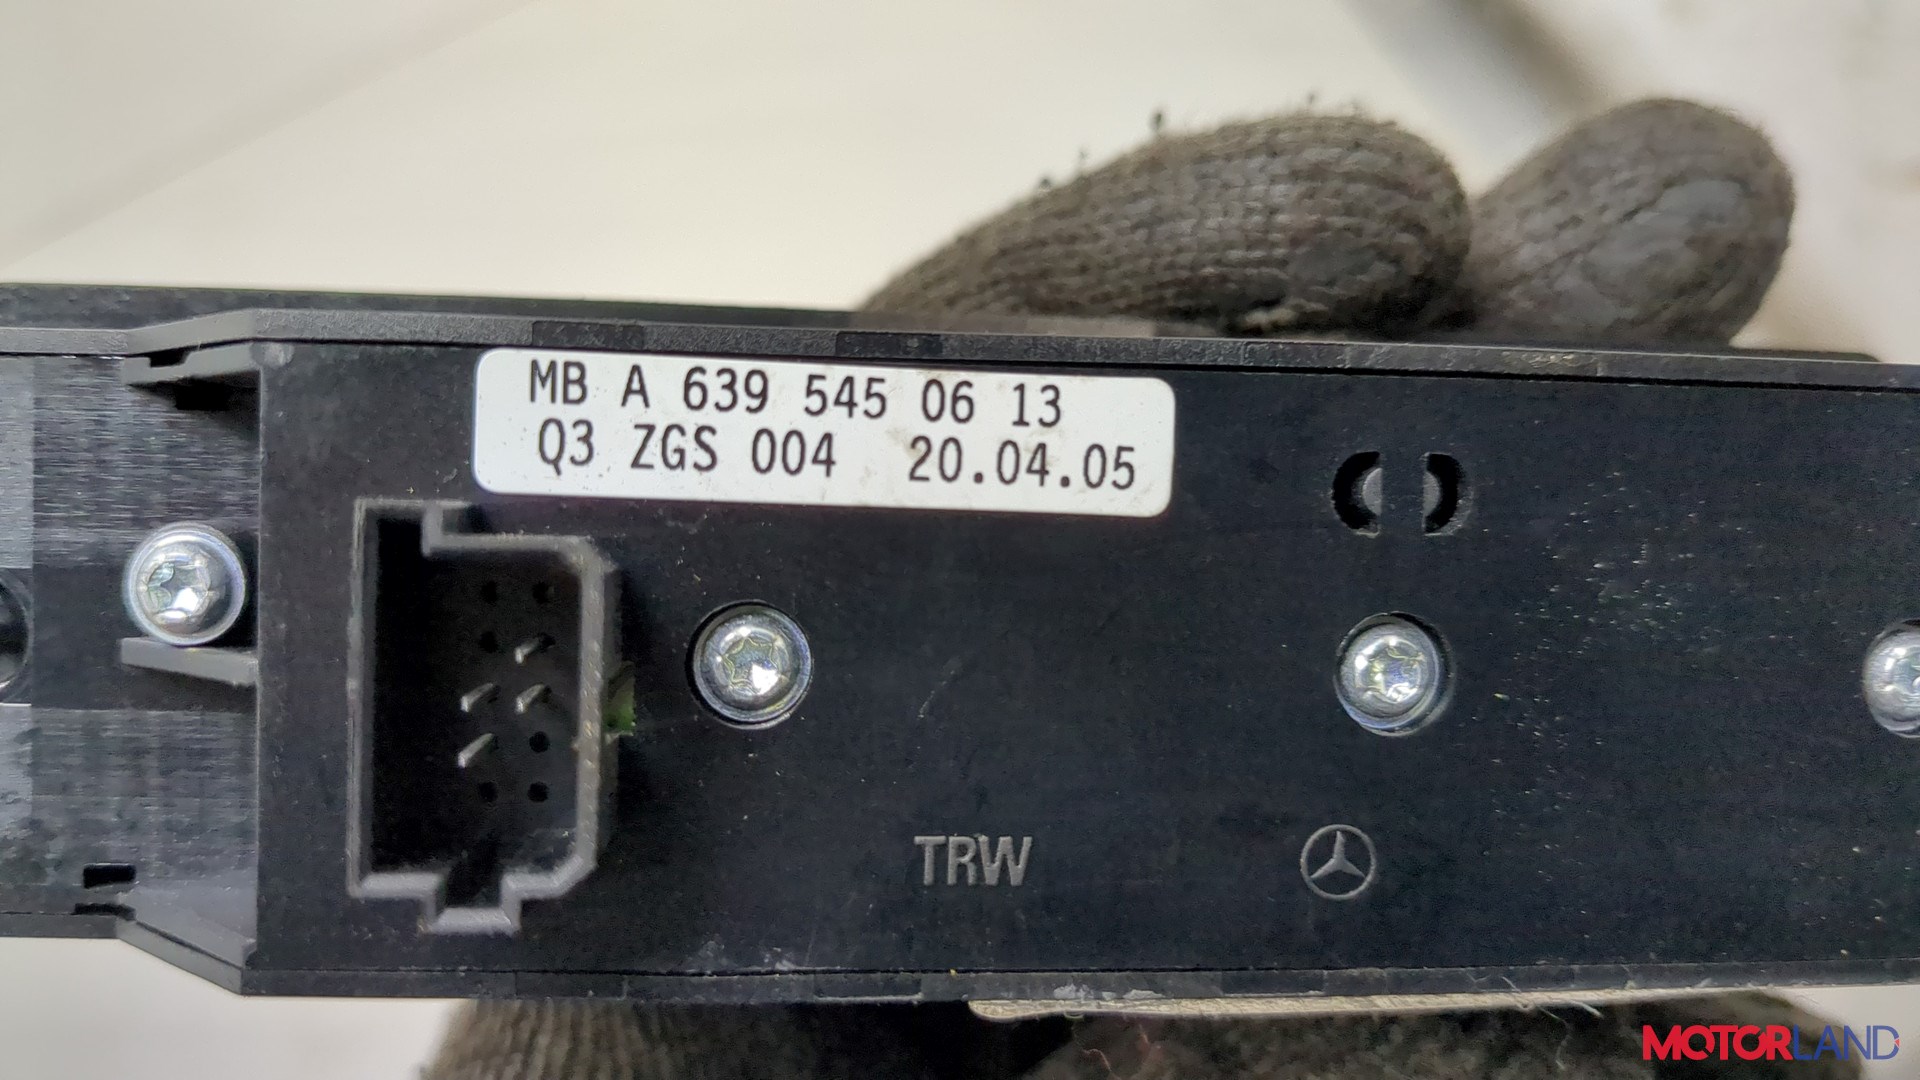 MB A 639 545 06 13
Q3 ZGS 004 20.04.05
TRW
MOTORLAND